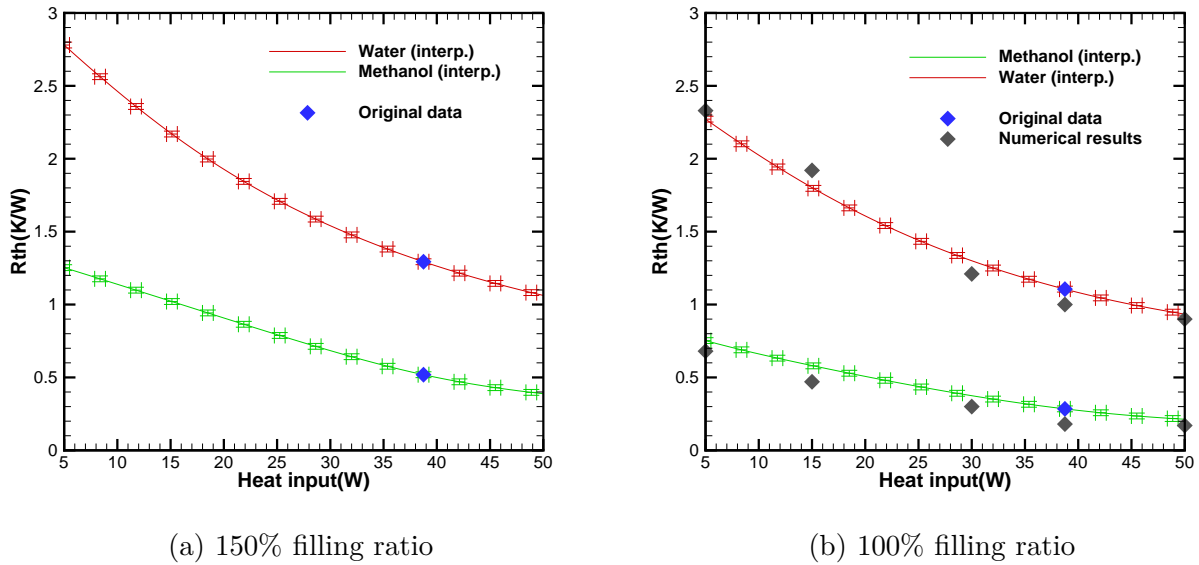 3
2.5
2
1.5
1
0.5
0
Rth(K/W)
5 10 15 20 25 30 35 40 45 50
Heat input(W)
Water (interp.)
Methanol (interp.)
Original data
(a) 150% filling ratio
3
2.5
2
1.5
1
0.5
0
Rth(K/W)
5 10 15 20 25 30 35 40 45 50
Heat input(W)
Methanol (interp.)
Water (interp.)
Original data
Numerical results
(b) 100% filling ratio